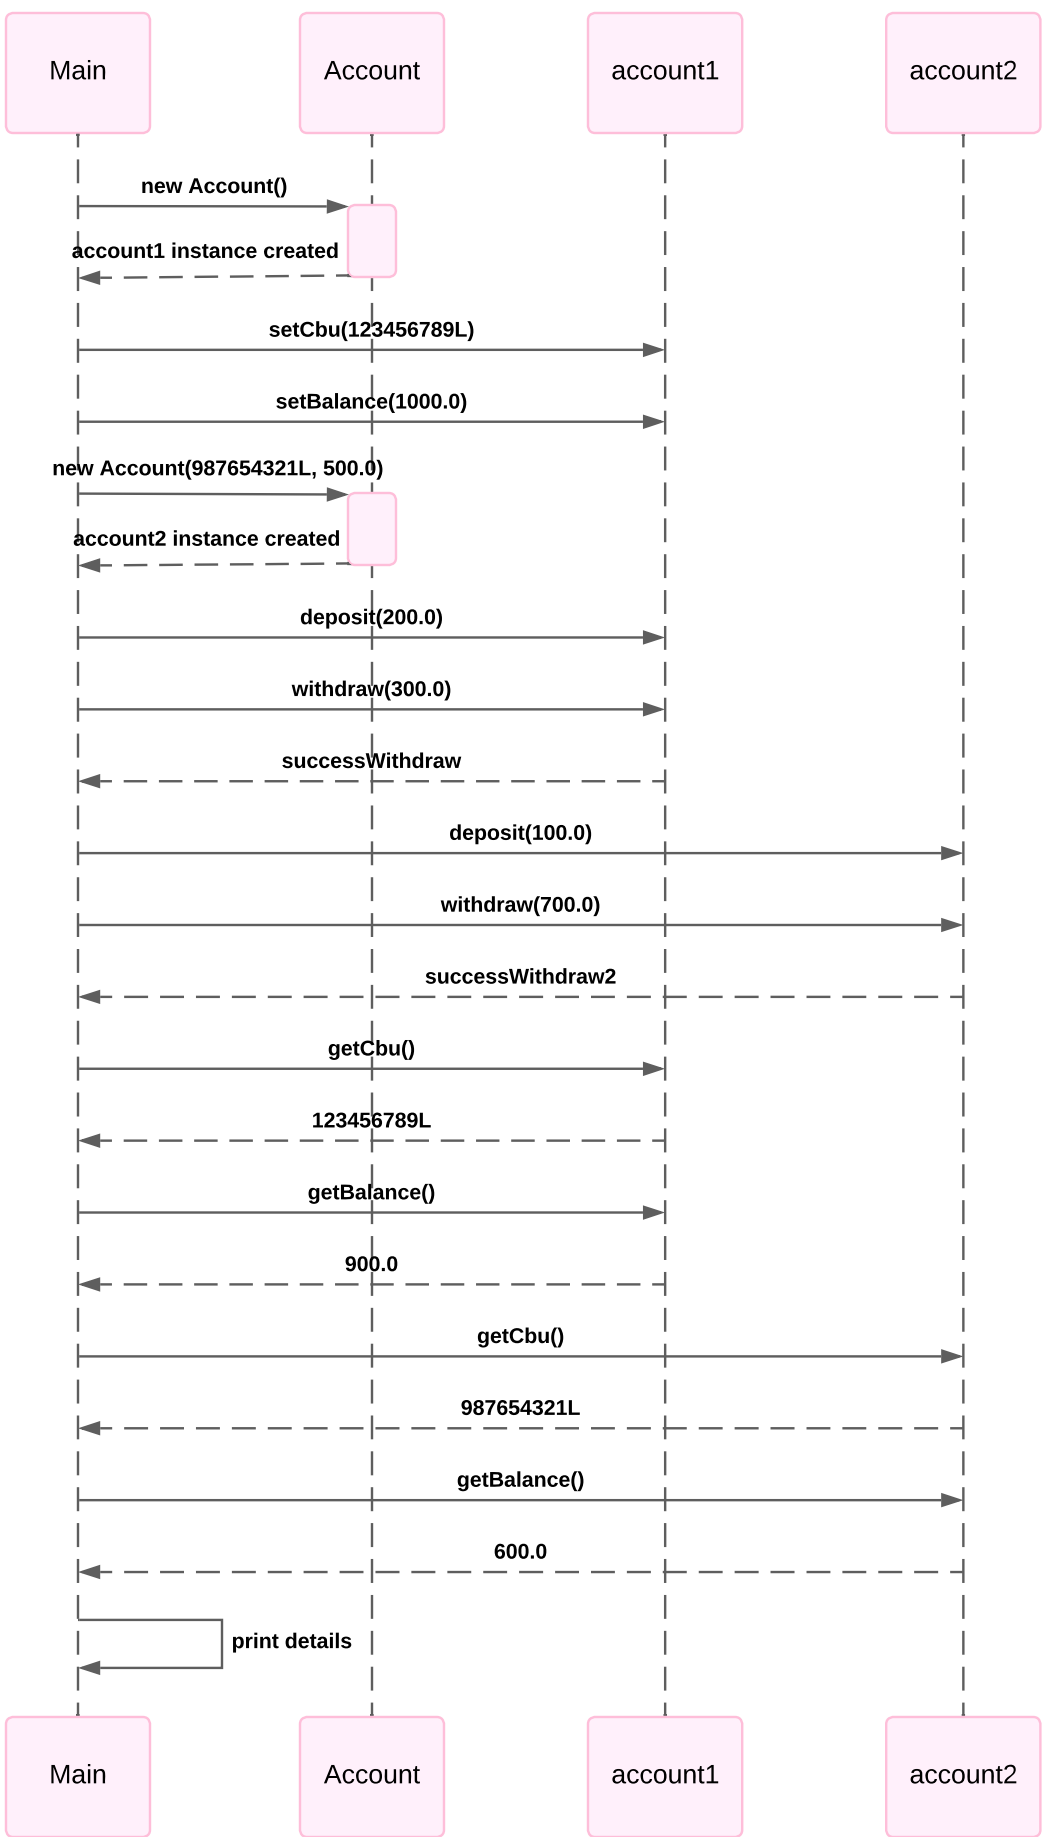 Main
Account
account1
account2
new Account()
account1 instance created
setCbu(123456789L)
setBalance(1000.0)
new Account(987654321L, 500.0)
account2 instance created
deposit(200.0)
withdraw(300.0)
successWithdraw
deposit(100.0)
withdraw(700.0)
successWithdraw2
getCbu()
123456789L
getBalance()
900.0
getCbu()
987654321L
getBalance()
600.0
print details
Main
Account
account1
account2